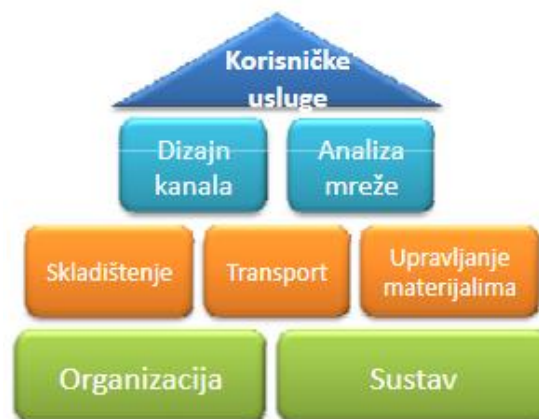 Korisničke
usluge
Dizajn
kanala
Analiza
mreže
Skladištenje
Transport
Upravljanje
materijalima
Organizacija
Sustav